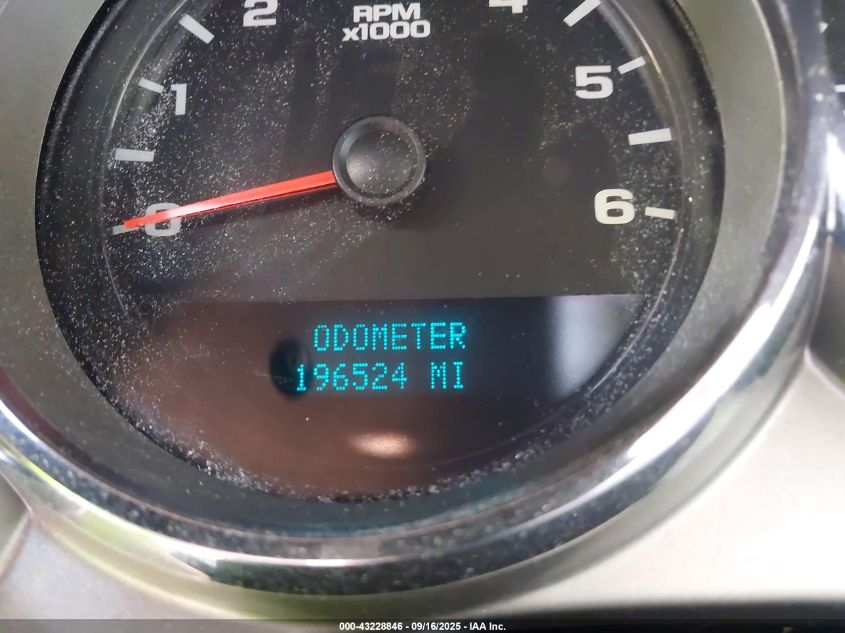 2 4
RPM
x1000
1 5
0 6
ODOMETER
196524 MI
000-43228846 - 09/16/2025 - IAA Inc.